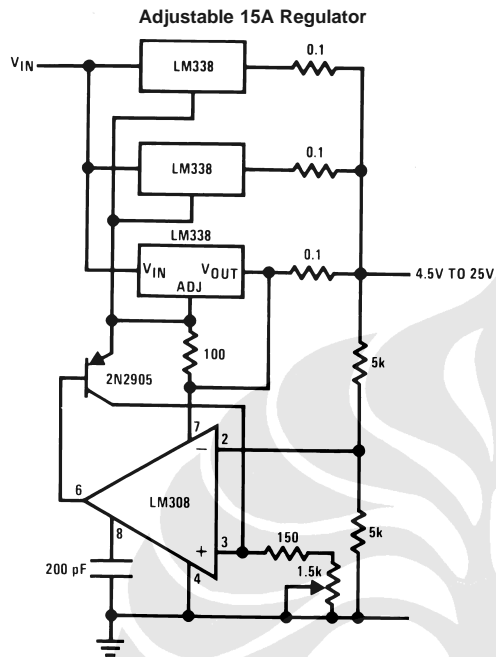 Adjustable 15A Regulator
VIN
LM338
0.1
LM338
0.1
LM338
VIN
VOUT
ADJ
0.1
4.5V TO 25V
100
5k
2N2905
7
2
6
LM308
8
3
150
5k
200 pF
4
1.5k